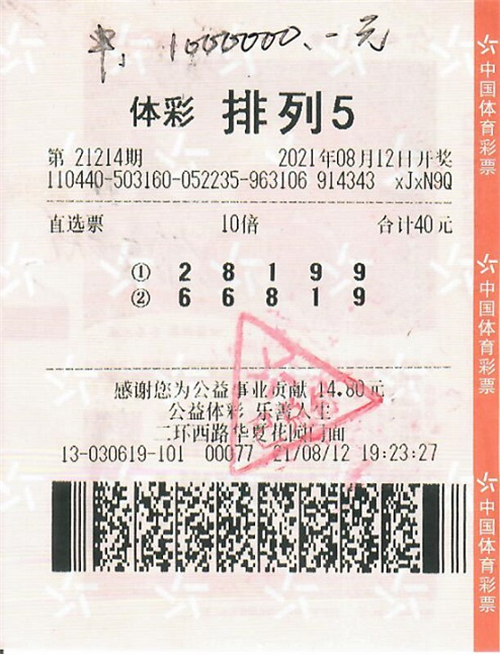 1000000.-元
体彩 排列5
第 21214期 2021年08月12日开奖
110440-503160-052235-963106 914343 xJxN9Q
直选票 10倍 合计40元
① 2 8 1 9 9
② 6 6 8 1 9
感谢您为公益事业贡献 14.80元
公益体彩 乐善人生
二环西路华夏花园门面
13-030619-101 00077 21/08/12 19:23:27
中国体育彩票
中国体育彩票
中国体育彩票